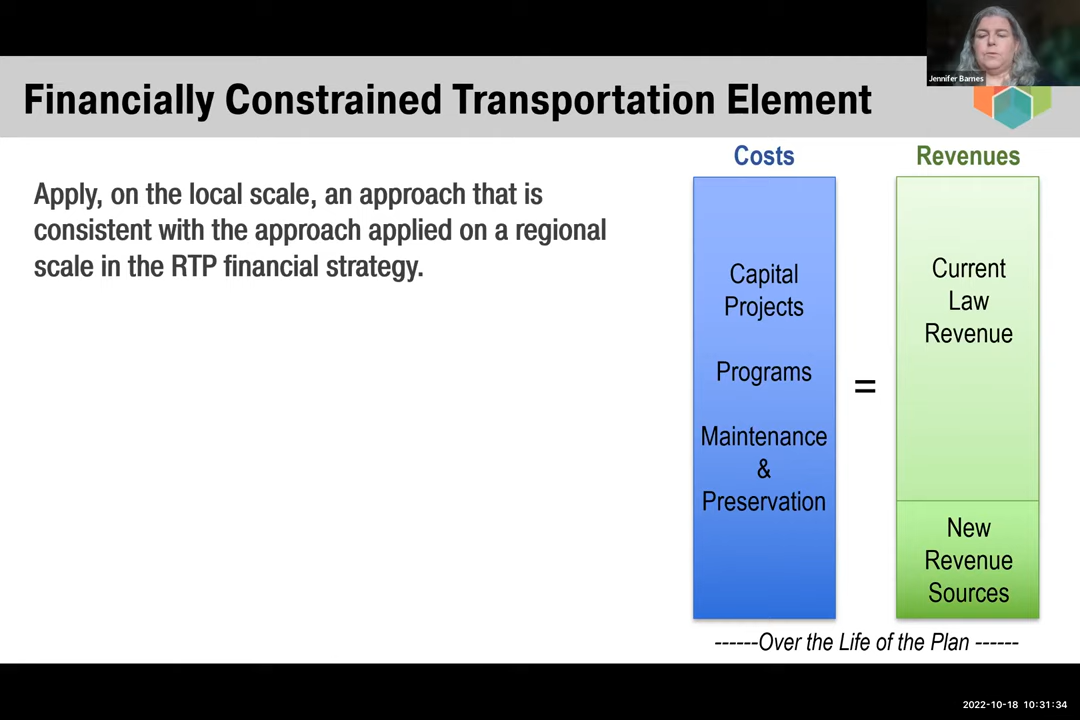 Jennifer Barnes
Financially Constrained Transportation Element
Apply, on the local scale, an approach that is
consistent with the approach applied on a regional
scale in the RTP financial strategy.
Costs
Capital
Projects
Programs
Maintenance
&
Preservation
=
Revenues
Current
Law
Revenue
New
Revenue
Sources
------Over the Life of the Plan ------
2022-10-18 10:31:34